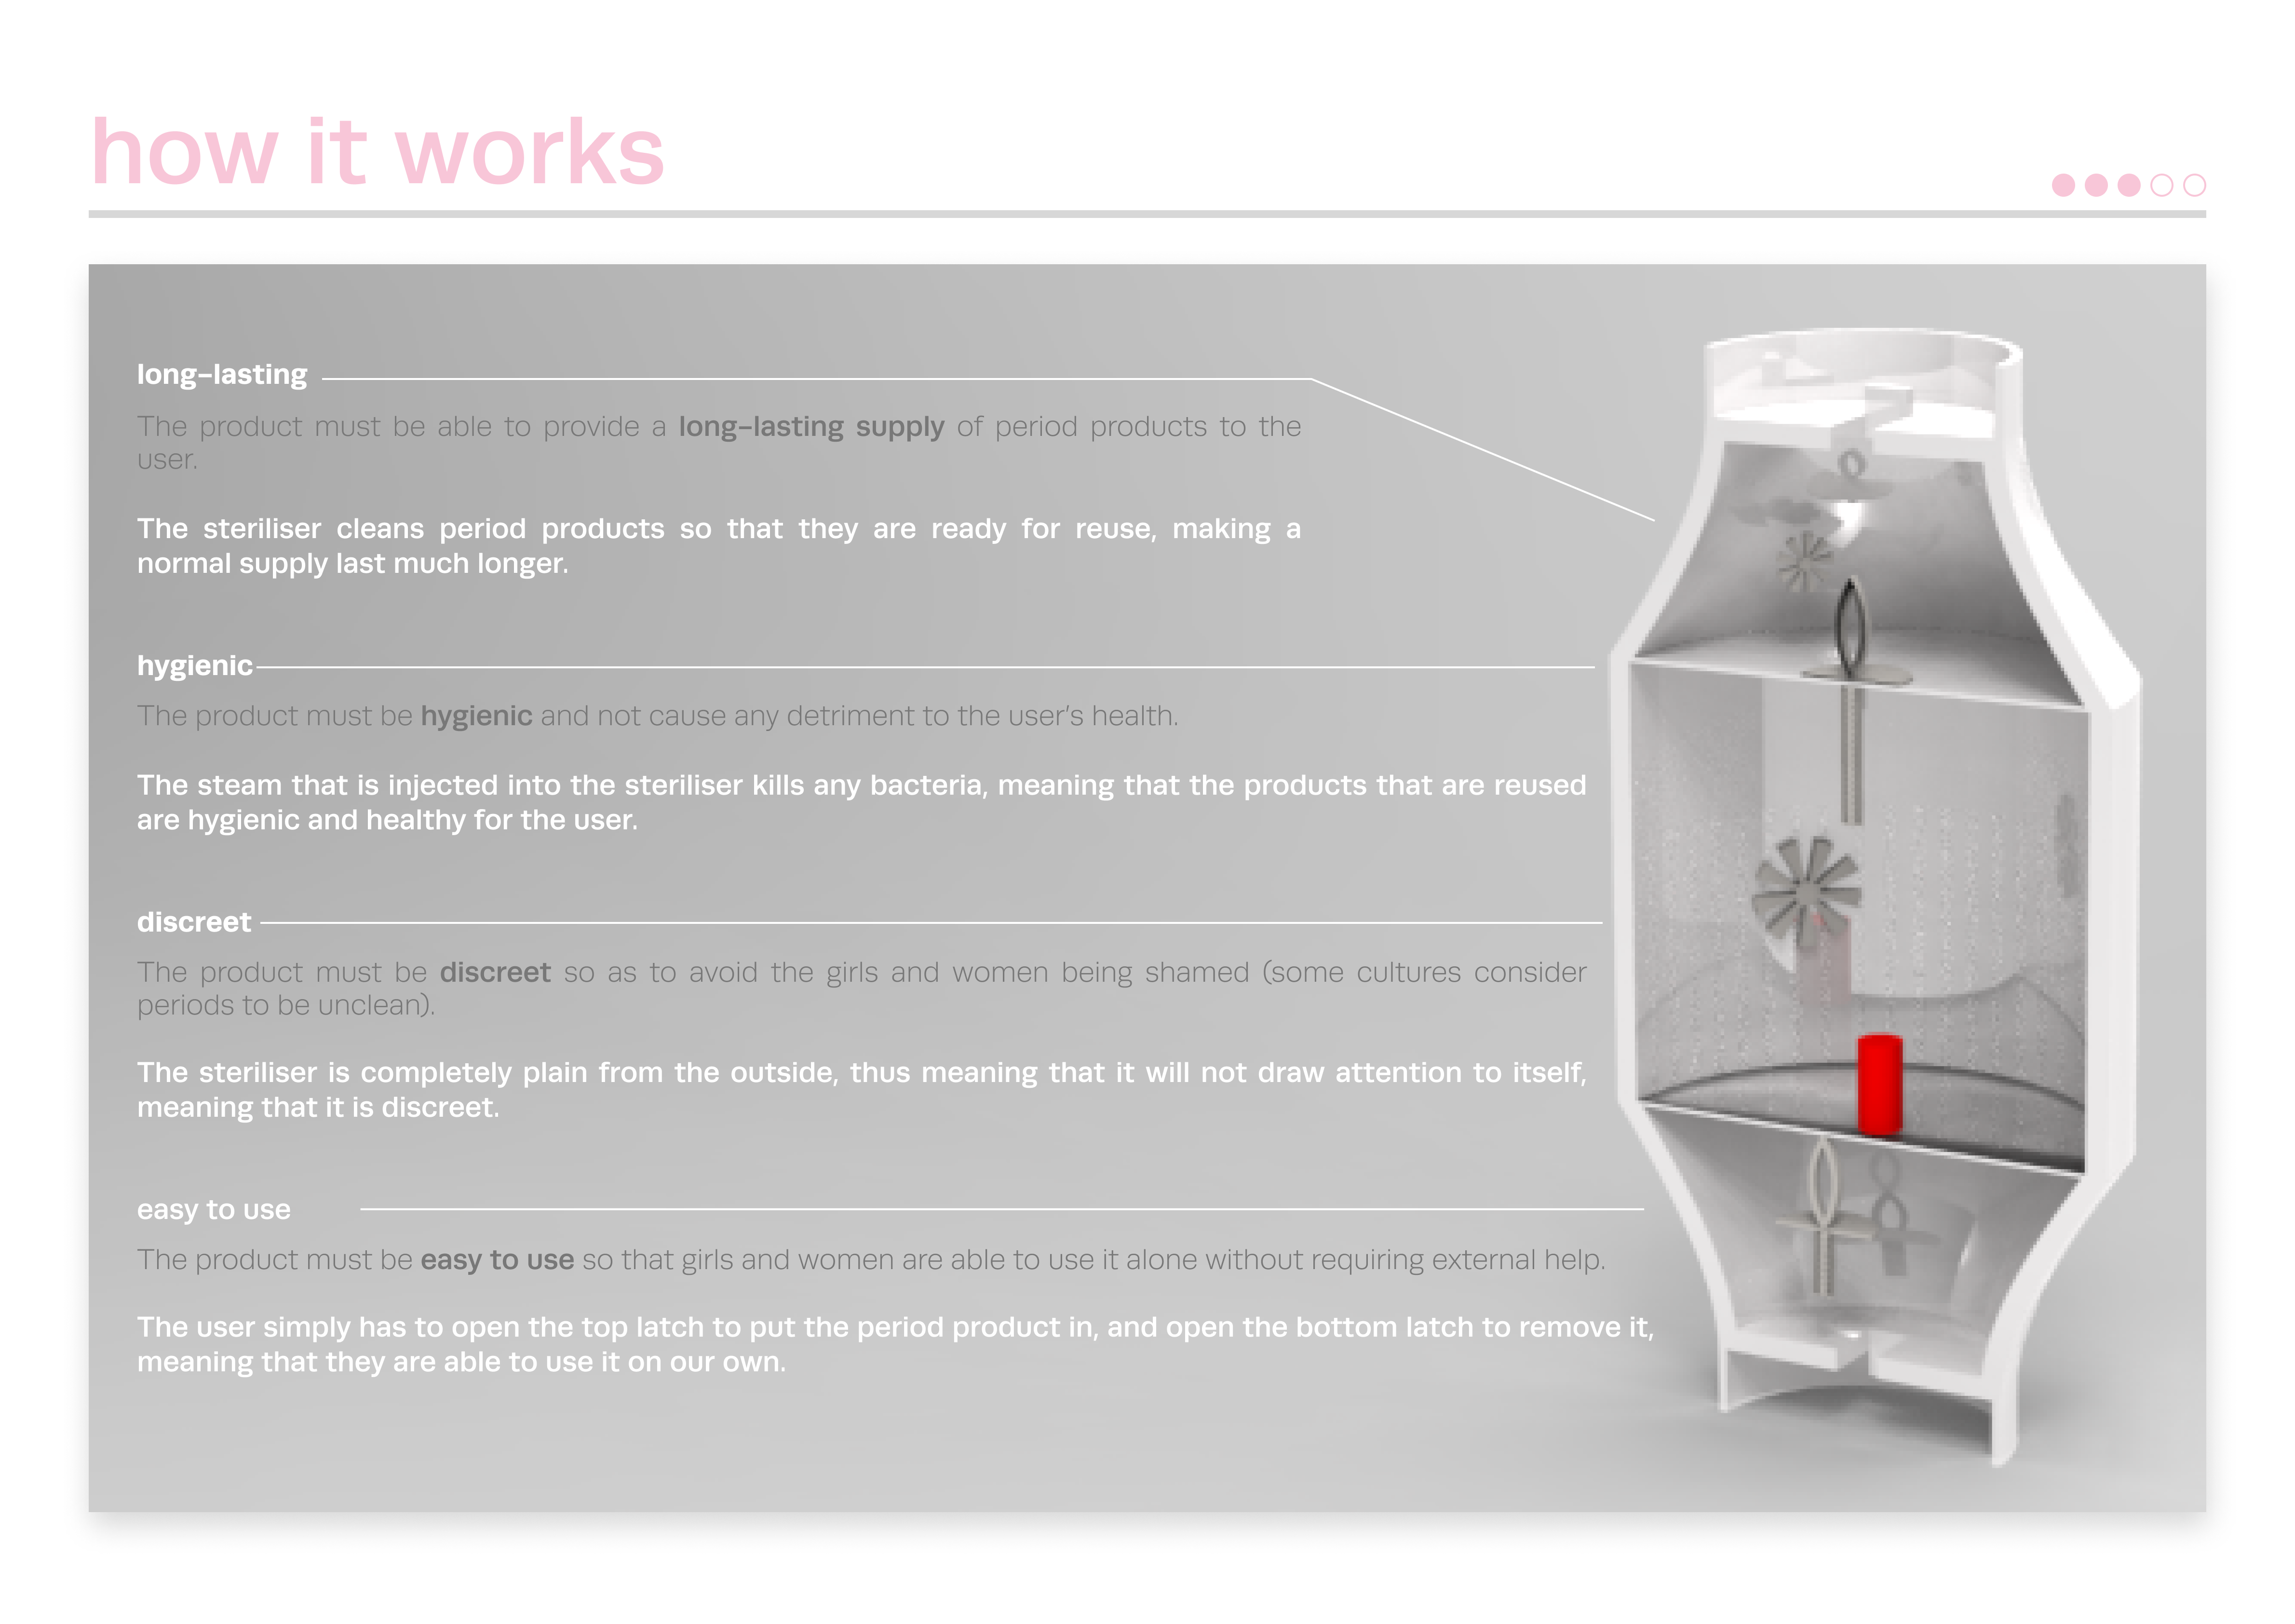 how it works
long-lasting
The product must be able to provide a long-lasting supply of period products to the
user.
The steriliser cleans period products so that they are ready for reuse, making a
normal supply last much longer.
hygienic
The product must be hygienic and not cause any detriment to the user's health.
The steam that is injected into the steriliser kills any bacteria, meaning that the products that are reused
are hygienic and healthy for the user.
discreet
The product must be discreet so as to avoid the girls and women being shamed (some cultures consider
periods to be unclean).
The steriliser is completely plain from the outside, thus meaning that it will not draw attention to itself,
meaning that it is discreet.
easy to use
The product must be easy to use so that girls and women are able to use it alone without requiring external help.
The user simply has to open the top latch to put the period product in, and open the bottom latch to remove it,
meaning that they are able to use it on our own.